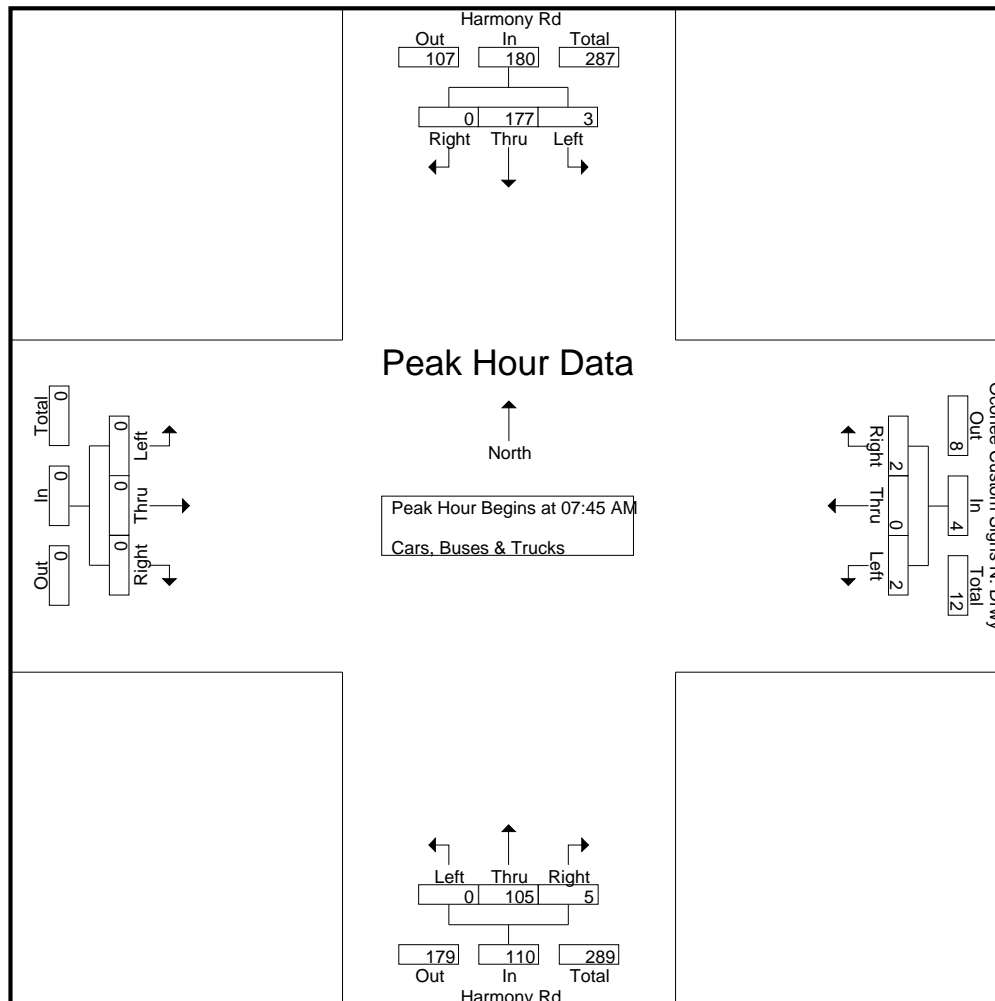 Harmony Rd
Out In Total
107 180 287
0 177 3
Right Thru Left
Peak Hour Data
North
Peak Hour Begins at 07:45 AM
Cars, Buses & Trucks
Total In Out
0 0 0
0 0 0
Left Thru Right
Custom Signs N. Drwy
Out In Total
8 4 12
2 0 2
Right Thru Left
Left Thru Right
0 105 5
179 110 289
Out In Total
Harmony Rd